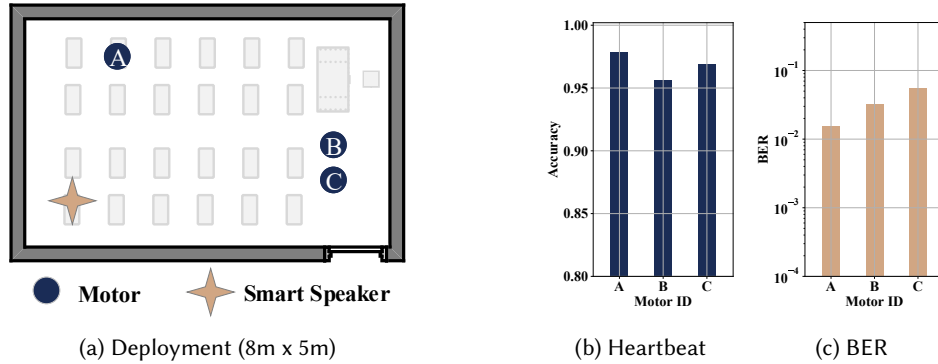 A
B
C
Motor
Smart Speaker
(a) Deployment (8m x 5m)
1.00
0.95
0.90
0.85
0.80
Accuracy
A B C
Motor ID
(b) Heartbeat
10⁻¹
10⁻²
10⁻³
10⁻⁴
BER
A B C
Motor ID
(c) BER